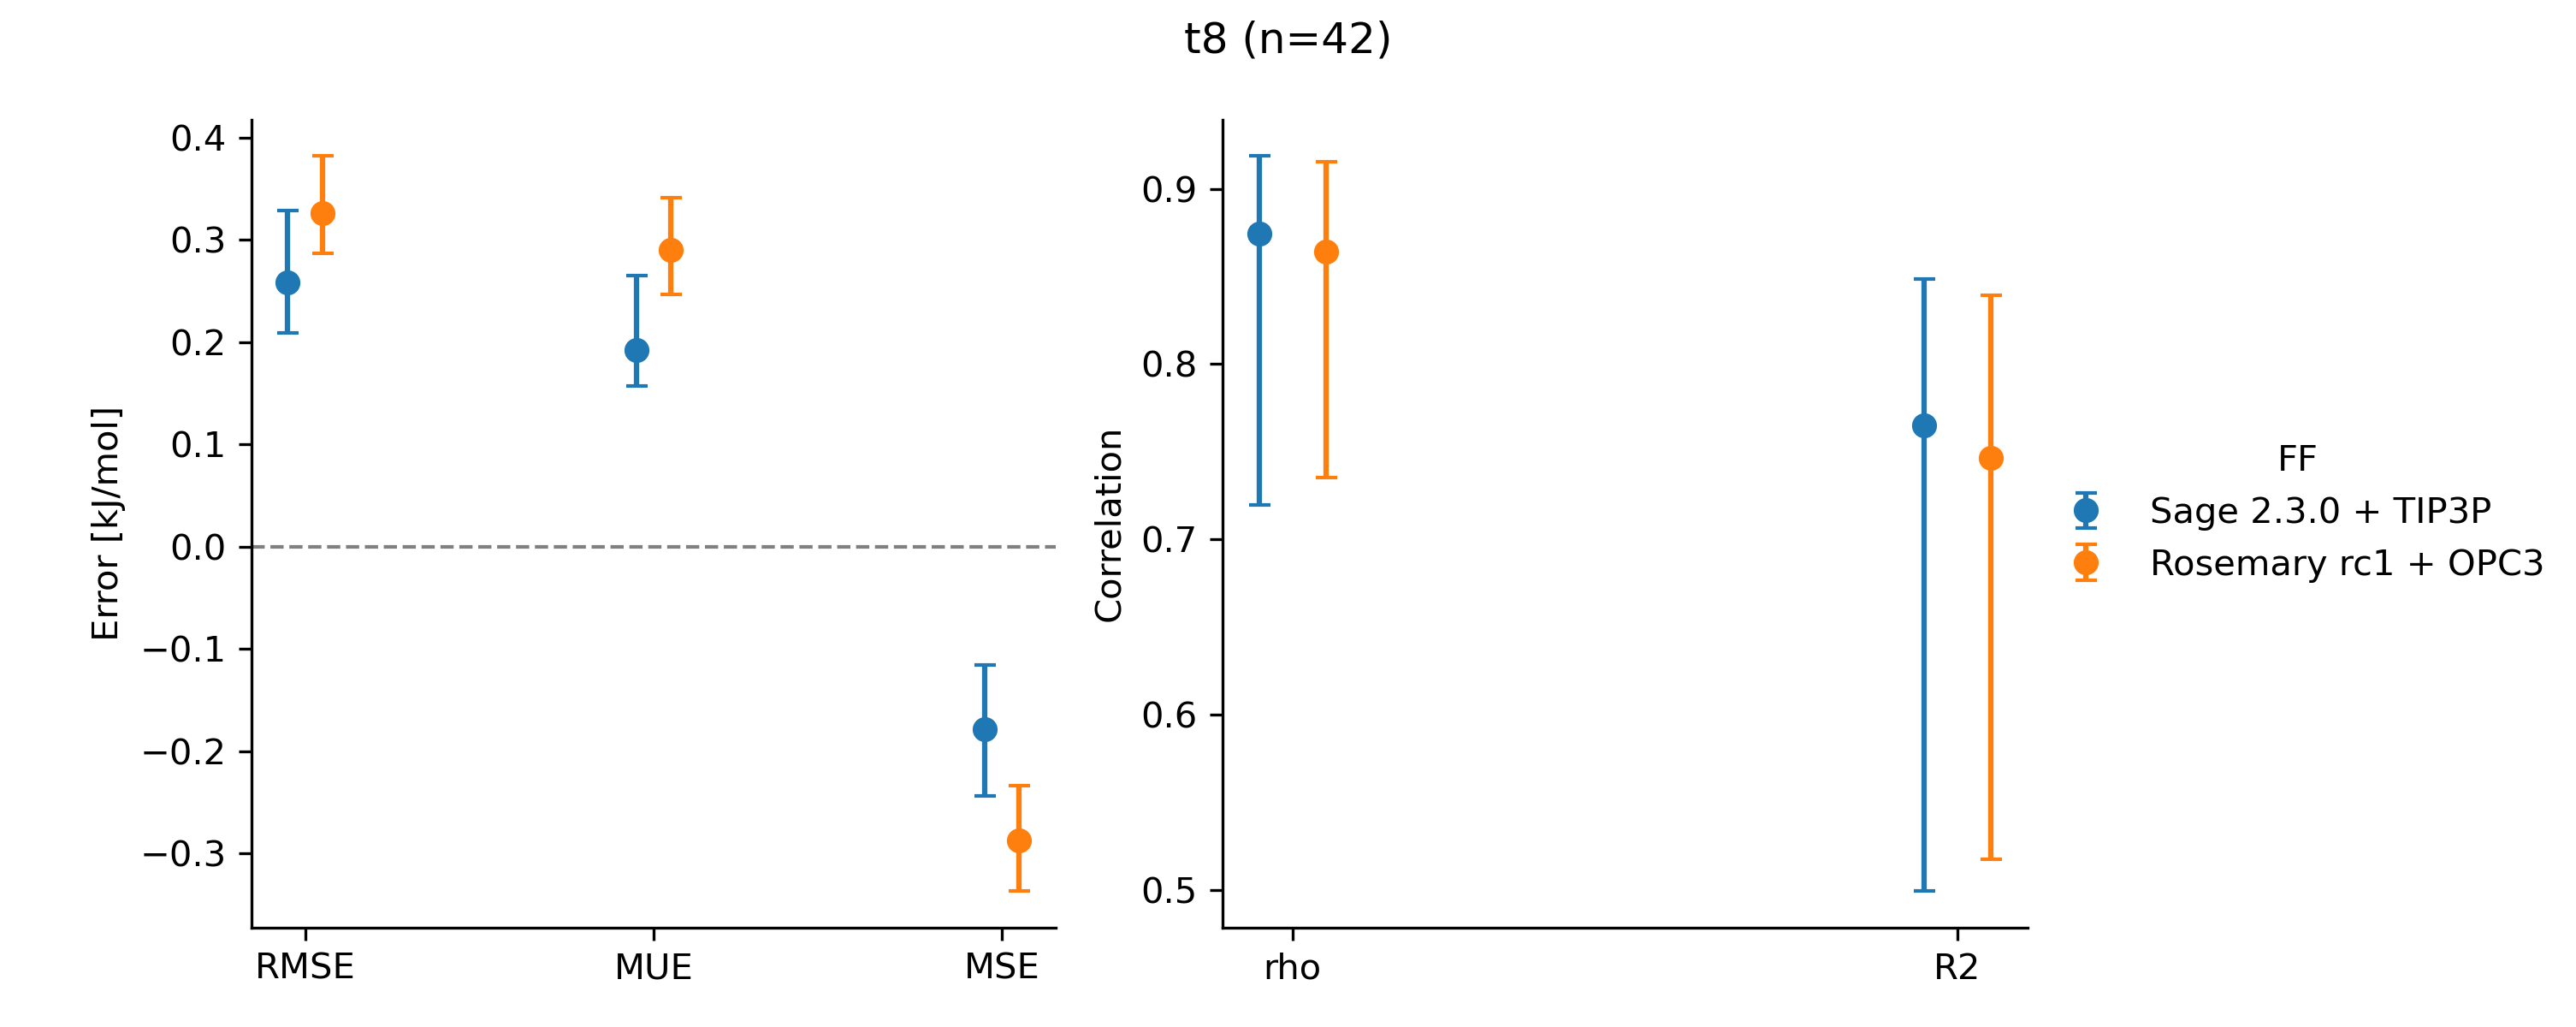 t8 (n=42)
Error [kJ/mol]
0.4
0.3
0.2
0.1
0.0
−0.1
−0.2
−0.3
RMSE
MUE
MSE
Correlation
0.9
0.8
0.7
0.6
0.5
rho
R2
FF
Sage 2.3.0 + TIP3P
Rosemary rc1 + OPC3